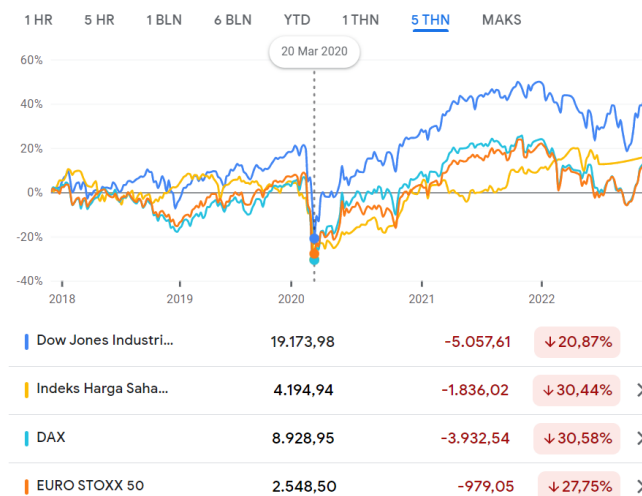 1 HR 5 HR 1 BLN 6 BLN YTD 1 THN 5 THN MAKS
20 Mar 2020
60%
40%
20%
0%
-20%
-40%
2018 2019 2020 2021 2022
Dow Jones Industri... 19.173,98 -5.057,61 ↓20,87%
Indeks Harga Saha... 4.194,94 -1.836,02 ↓30,44%
DAX 8.928,95 -3.932,54 ↓30,58%
EURO STOXX 50 2.548,50 -979,05 ↓27,75%